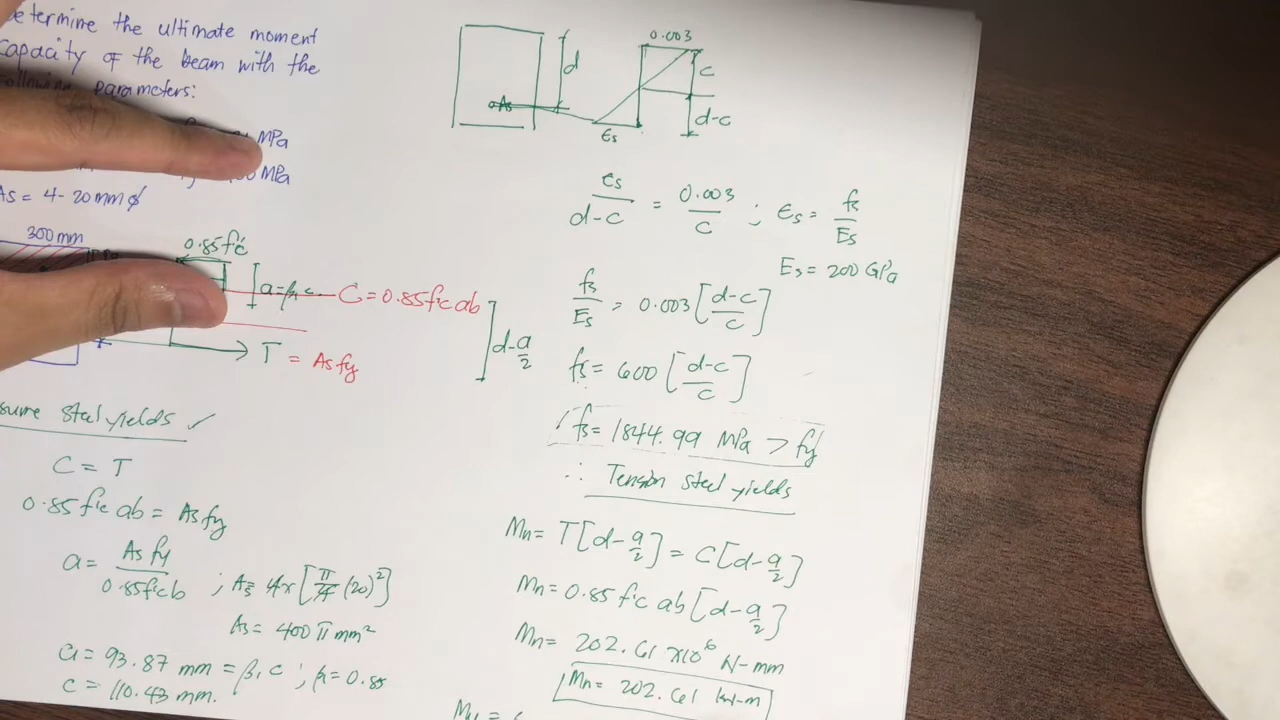 etermine the ultimate moment
capacity of the beam with the
following parameters:
MPa
MPa
As = 4-20mm ϕ
300 mm
0.85f'c
a=β₁c
C=0.85f'c ab
d-a/2
T = As fy
sume steel yields ✓
C = T
0.85f'c ab = As fy
a = As fy / 0.85f'c b ; As = 4x[π/4 (20)²]
As = 400 π mm²
a = 93.87 mm = β₁c ; β₁=0.85
c = 110.43 mm.
0.003
d
c
As
d-c
εs
εs/d-c = 0.003/c ; εs = fs/Es
Es = 200 GPa
fs/Es = 0.003 [d-c/c]
fs = 600 [d-c/c]
fs = 1844.99 MPa > fy
∴ Tension steel yields
Mn = T[d-a/2] = C[d-a/2]
Mn = 0.85 f'c ab [d-a/2]
Mn = 202.61 x10⁶ N-mm
Mn = 202.61 kN-m